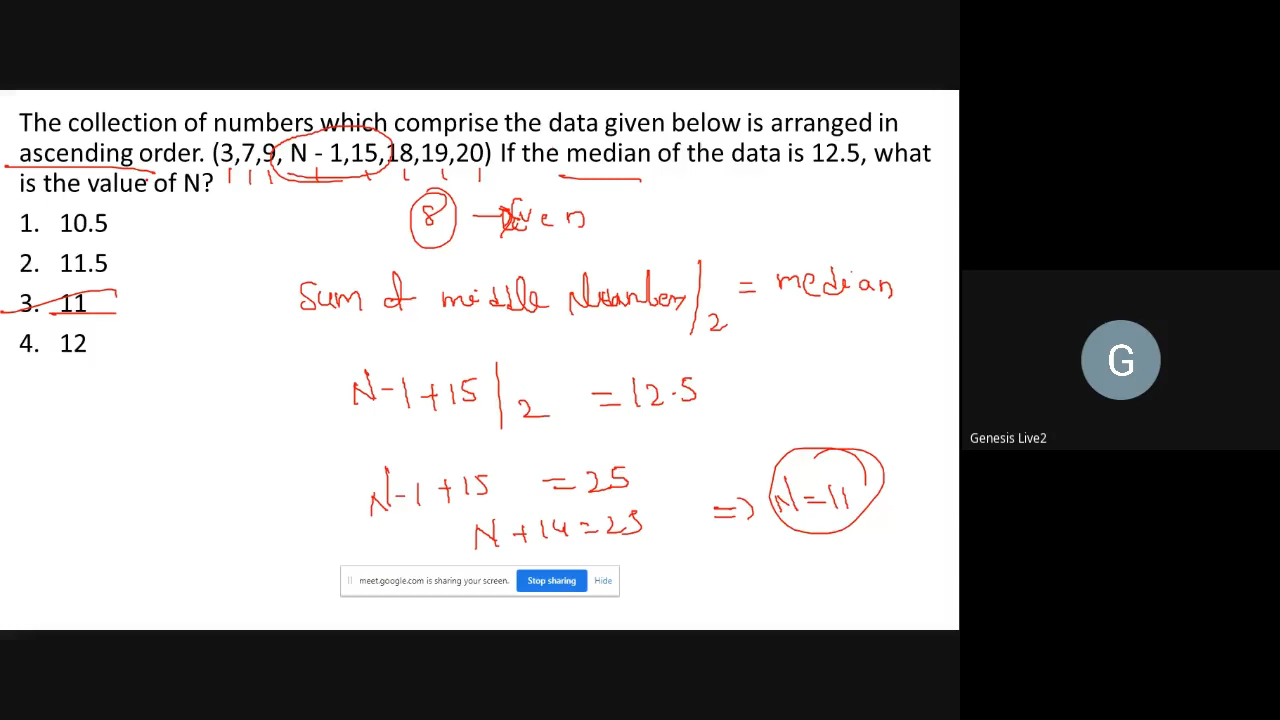 The collection of numbers which comprise the data given below is arranged in
ascending order. (3,7,9, N - 1,15,18,19,20) If the median of the data is 12.5, what
is the value of N?
1. 10.5
8 → Even
2. 11.5
Sum of middle Number / 2 = median
3. 11
4. 12
N-1+15 / 2 = 12.5
N-1+15 = 25
N+14=25
=> N=11
G
Genesis Live2
meet.google.com is sharing your screen. Stop sharing Hide